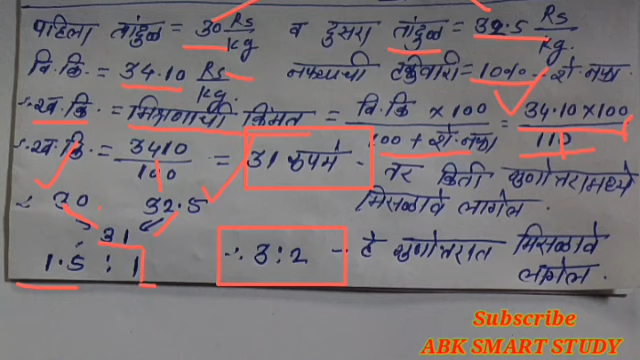 पहिला तांदुळ = 30 Rs/kg व दुसरा तांदुळ = 32.5 Rs/kg.
वि.कि. = 34.10 Rs/kg. नफ्याची टक्केवारी = 10% - शे.नफा
∴ ख.कि. = मिश्रणाची किंमत = वि.कि × 100 / 100 + शे.नफा = 34.10 × 100 / 110
∴ ख.कि. = 3410 / 110 = 31 रुपये - तर किती गुणोत्तरामध्ये
∴ 30 32.5 मिसळावे लागेल.
31
1.5 : 1 ∴ 3:2 - हे गुणोत्तरात मिसळावे
लागेल.
Subscribe
ABK SMART STUDY